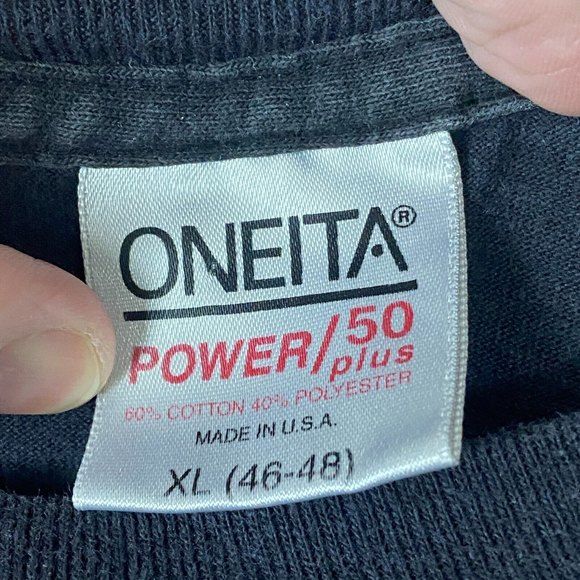 ONEITA®
POWER/50
plus
60% COTTON 40% POLYESTER
MADE IN U.S.A.
XL (46-48)